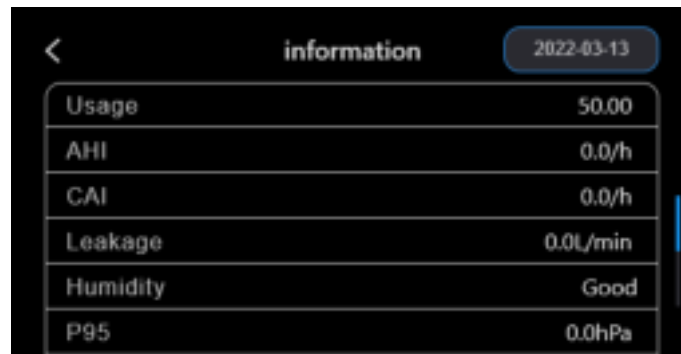 information 2022-03-13
Usage 50.00
AHI 0.0/h
CAI 0.0/h
Leakage 0.0L/min
Humidity Good
P95 0.0hPa